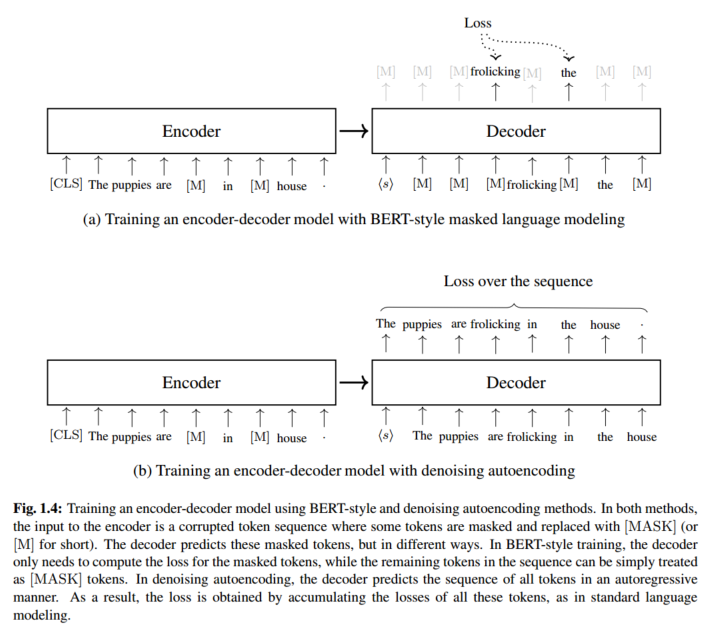 Loss
[M] [M] [M] frolicking [M] the [M] [M]
Encoder Decoder
[CLS] The puppies are [M] in [M] house . ⟨s⟩ [M] [M] [M] frolicking [M] the [M]
(a) Training an encoder-decoder model with BERT-style masked language modeling
Loss over the sequence
The puppies are frolicking in the house .
Encoder Decoder
[CLS] The puppies are [M] in [M] house . ⟨s⟩ The puppies are frolicking in the house
(b) Training an encoder-decoder model with denoising autoencoding
Fig. 1.4: Training an encoder-decoder model using BERT-style and denoising autoencoding methods. In both methods,
the input to the encoder is a corrupted token sequence where some tokens are masked and replaced with [MASK] (or
[M] for short). The decoder predicts these masked tokens, but in different ways. In BERT-style training, the decoder
only needs to compute the loss for the masked tokens, while the remaining tokens in the sequence can be simply treated
as [MASK] tokens. In denoising autoencoding, the decoder predicts the sequence of all tokens in an autoregressive
manner. As a result, the loss is obtained by accumulating the losses of all these tokens, as in standard language
modeling.